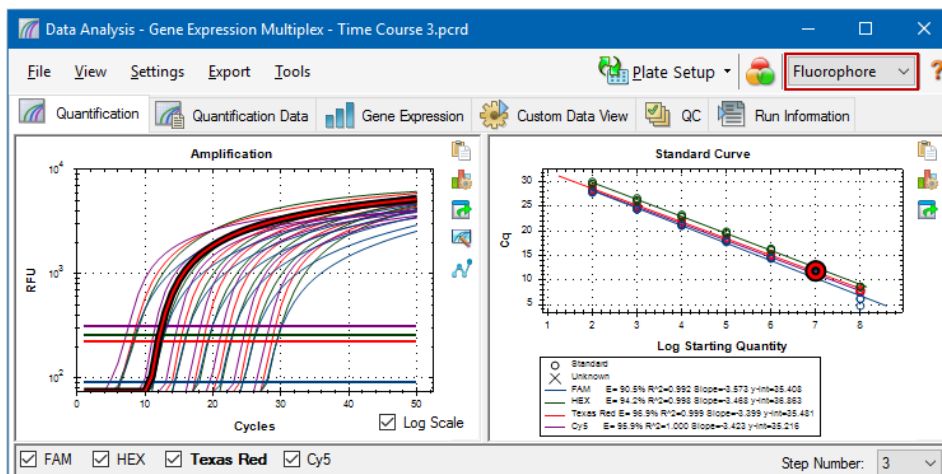 Data Analysis - Gene Expression Multiplex - Time Course 3.pcrd
File View Settings Export Tools Plate Setup Fluorophore ?
Quantification Quantification Data Gene Expression Custom Data View QC Run Information
Amplification
10^4
10^3
10^2
RFU
0 10 20 30 40 50
Cycles
Log Scale
Standard Curve
30
25
20
15
10
5
Cq
1 2 3 4 5 6 7 8
Log Starting Quantity
Standard
Unknown
FAM E= 90.5% R^2=0.992 Slope=-3.573 y-int=35.408
HEX E= 94.2% R^2=0.998 Slope=-3.468 y-int=36.863
Texas Red E= 96.9% R^2=0.999 Slope=-3.399 y-int=35.481
Cy5 E= 95.9% R^2=1.000 Slope=-3.423 y-int=35.216
FAM HEX Texas Red Cy5
Step Number: 3